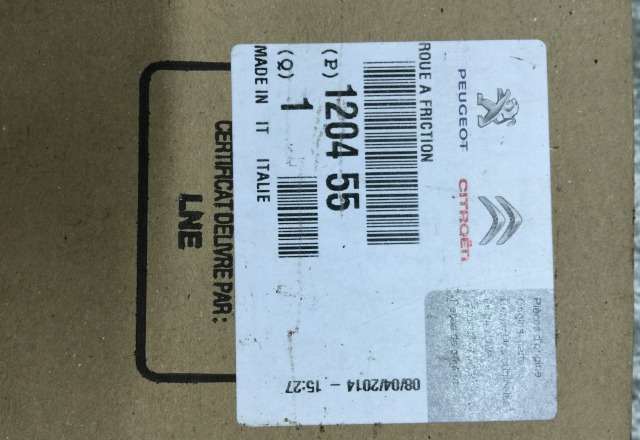 PEUGEOT CITROËN
ROUE A FRICTION
(P) 1204 55
(Q) 1
MADE IN IT ITALIE
08/04/2014 - 15:27
CERTIFICAT DELIVRE PAR :
LNE